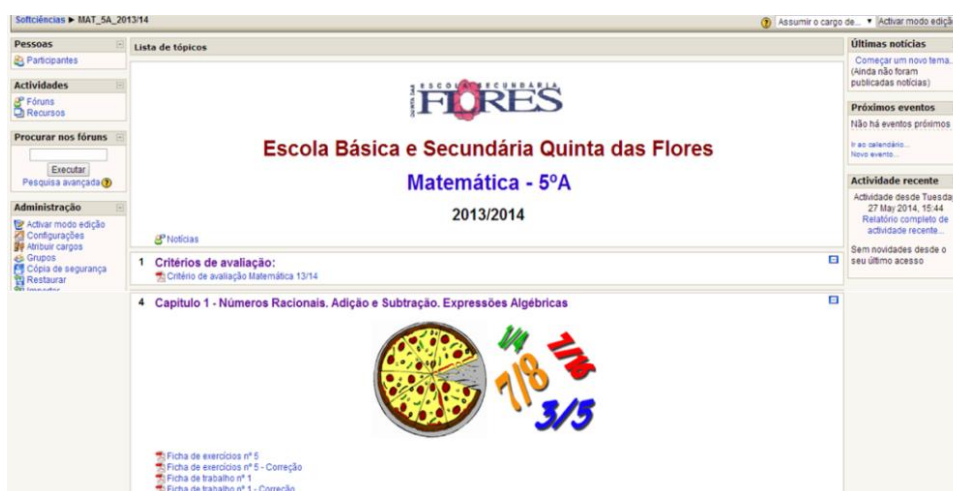 Softciências ► MAT_5A_2013/14
Assumir o cargo de...
Activar modo ediçã
Pessoas
Participantes
Actividades
Fóruns
Recursos
Procurar nos fóruns
Executar
Pesquisa avançada
Administração
Activar modo edição
Configurações
Atribuir cargos
Grupos
Cópia de segurança
Restaurar
Importar
Lista de tópicos
QUINTA DAS
ESCOLA SECUNDÁRIA
FLORES
Escola Básica e Secundária Quinta das Flores
Matemática - 5ºA
2013/2014
Notícias
1 Critérios de avaliação:
Critério de avaliação Matemática 13/14
4 Capítulo 1 - Números Racionais. Adição e Subtração. Expressões Algébricas
1/4
7/8
7/16
3/5
Ficha de exercícios nº 5
Ficha de exercícios nº 5 - Correção
Ficha de trabalho nº 1
Ficha de trabalho nº 1 - Correção
Últimas notícias
Começar um novo tema...
(Ainda não foram
publicadas notícias)
Próximos eventos
Não há eventos próximos
Ir ao calendário...
Novo evento...
Actividade recente
Actividade desde Tuesday
27 May 2014, 15:44
Relatório completo de
actividade recente...
Sem novidades desde o
seu último acesso